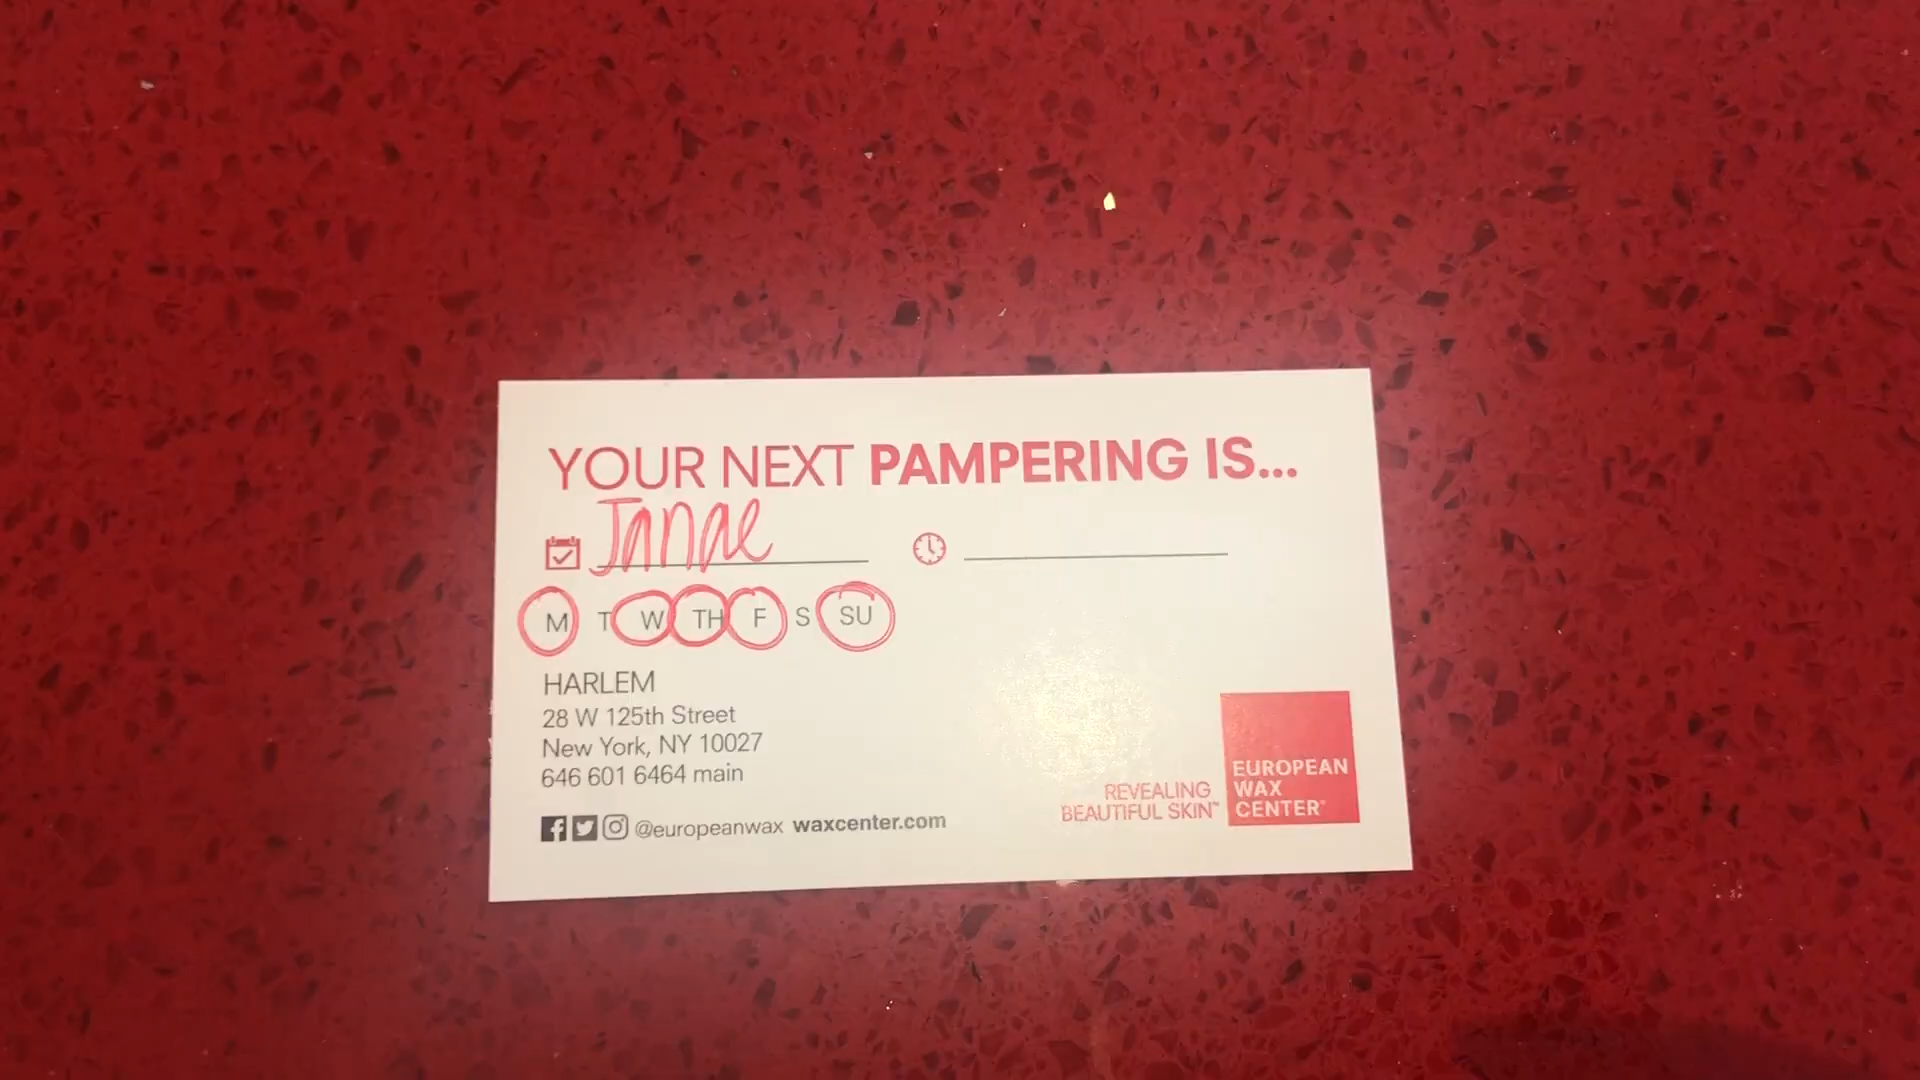 YOUR NEXT PAMPERING IS...
Janae
M T W TH F S SU
HARLEM
28 W 125th Street
New York, NY 10027
646 601 6464 main
@europeanwax waxcenter.com
REVEALING
BEAUTIFUL SKIN™
EUROPEAN
WAX
CENTER®